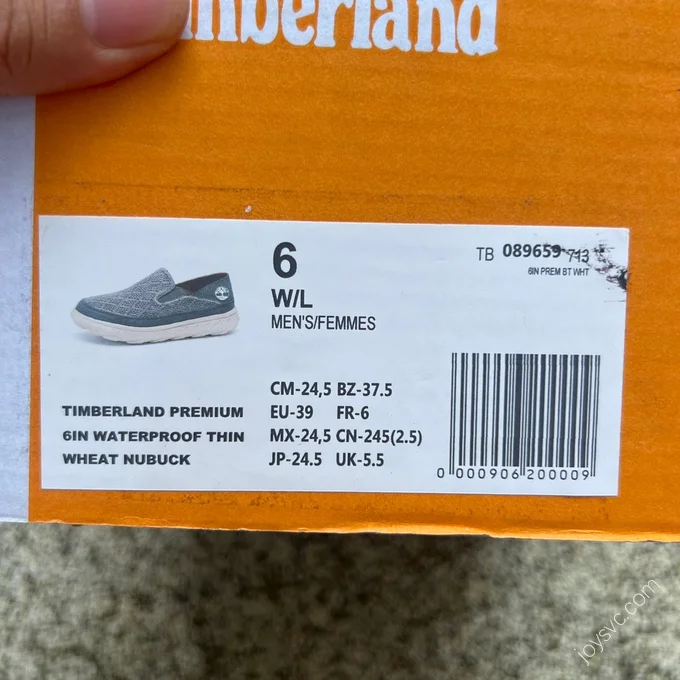 mberland
6
W/L
MEN'S/FEMMES
TB 089659 713
6IN PREM BT WHT
TIMBERLAND PREMIUM
6IN WATERPROOF THIN
WHEAT NUBUCK
CM-24,5 BZ-37.5
EU-39 FR-6
MX-24,5 CN-245(2.5)
JP-24.5 UK-5.5
0 000906 200009
joysvc.com